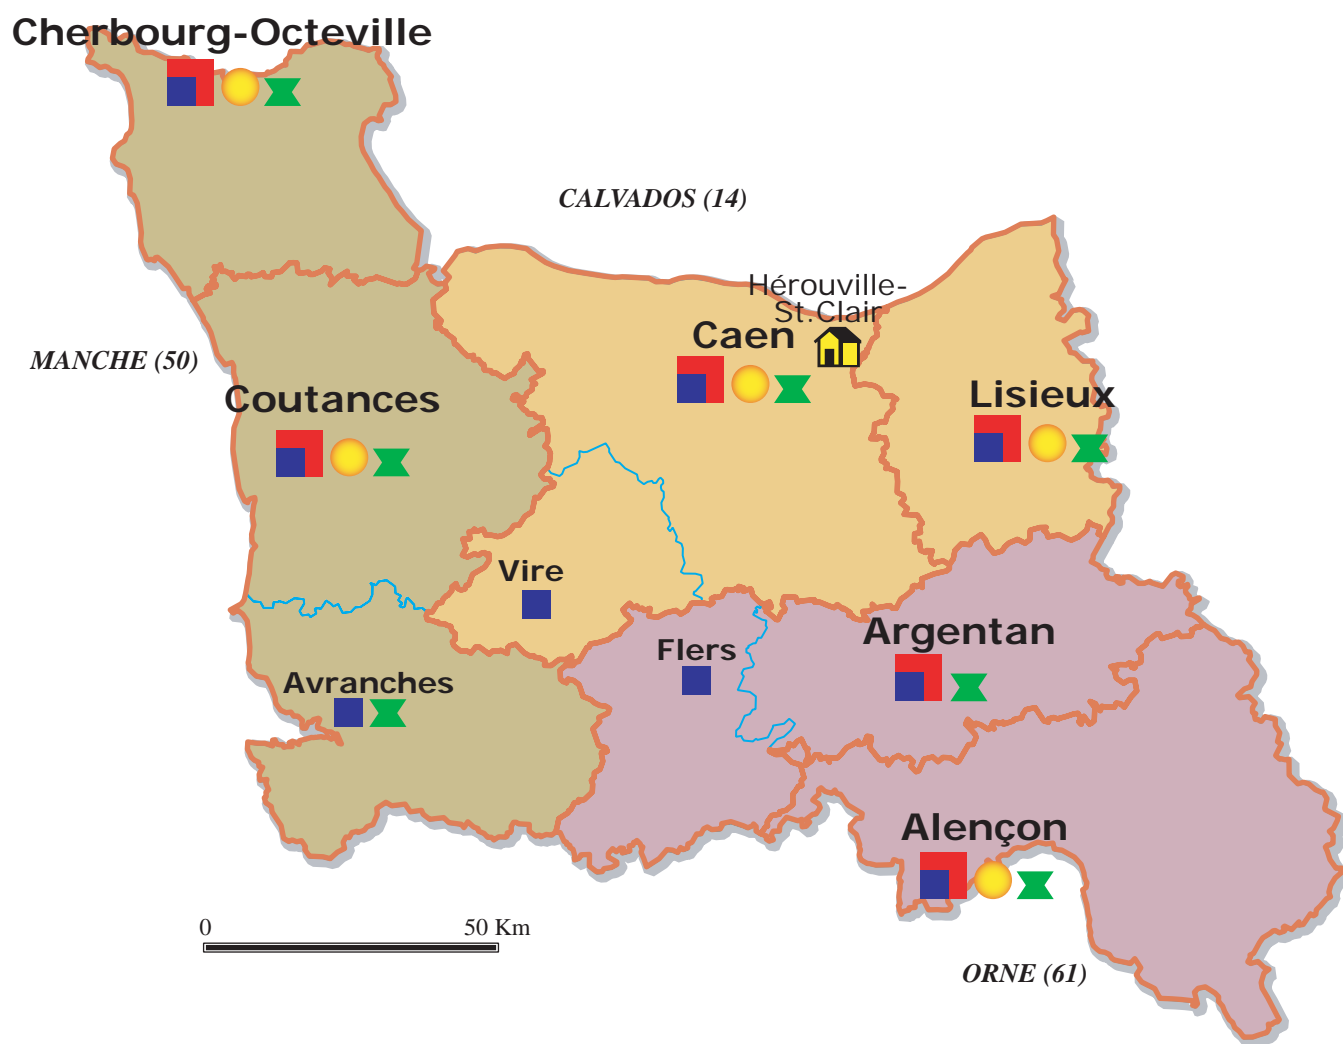 Cherbourg-Octeville
CALVADOS (14)
Hérouville-
St.Clair
Caen
MANCHE (50)
Coutances
Lisieux
Vire
Argentan
Flers
Avranches
Alençon
0 50 Km
ORNE (61)